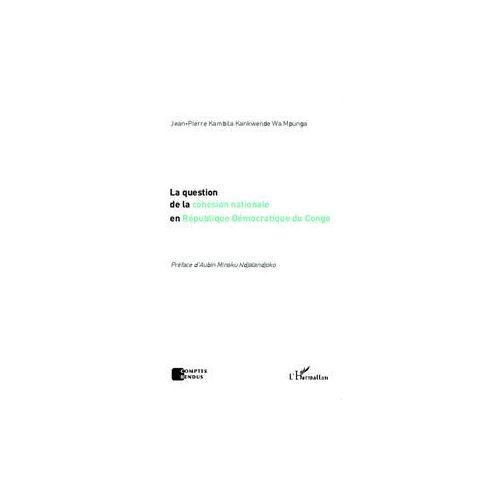 Jean-Pierre Kambila Kankwende Wa Mpunga
La question
de la cohésion nationale
en République Démocratique du Congo
Préface d'Aubin Minaku Ndjalandjoko
COMPTES
RENDUS
L'Harmattan